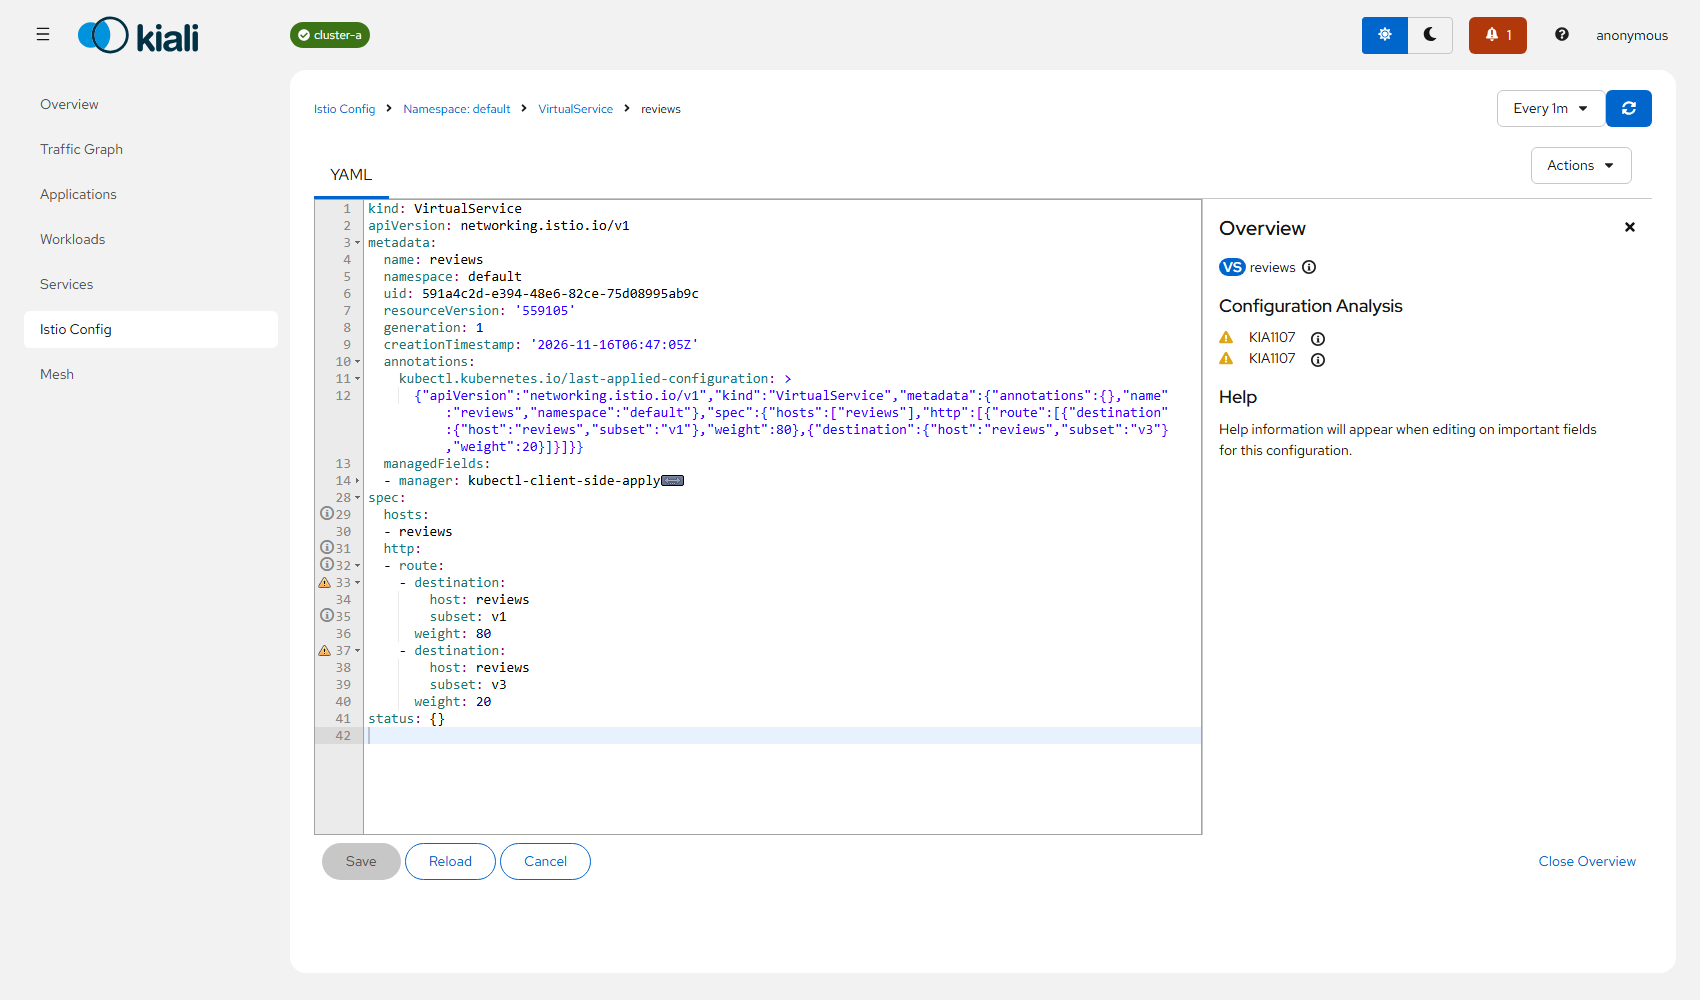 kiali
cluster-a
1
anonymous
Overview
Traffic Graph
Applications
Workloads
Services
Istio Config
Mesh
Istio Config > Namespace: default > VirtualService > reviews
Every 1m
YAML
Actions
1 kind: VirtualService
2 apiVersion: networking.istio.io/v1
3 metadata:
4 name: reviews
5 namespace: default
6 uid: 591a4c2d-e394-48e6-82ce-75d08995ab9c
7 resourceVersion: '559105'
8 generation: 1
9 creationTimestamp: '2026-11-16T06:47:05Z'
10 annotations:
11 kubectl.kubernetes.io/last-applied-configuration: >
12 {"apiVersion":"networking.istio.io/v1","kind":"VirtualService","metadata":{"annotations":{},"name
":"reviews","namespace":"default"},"spec":{"hosts":["reviews"],"http":[{"route":[{"destination"
:{"host":"reviews","subset":"v1"},"weight":80},{"destination":{"host":"reviews","subset":"v3"}
,"weight":20}]}]}}
13 managedFields:
14 - manager: kubectl-client-side-apply
28 spec:
29 hosts:
30 - reviews
31 http:
32 - route:
33 - destination:
34 host: reviews
35 subset: v1
36 weight: 80
37 - destination:
38 host: reviews
39 subset: v3
40 weight: 20
41 status: {}
42
Overview
VS reviews
Configuration Analysis
KIA1107
KIA1107
Help
Help information will appear when editing on important fields
for this configuration.
Save
Reload
Cancel
Close Overview